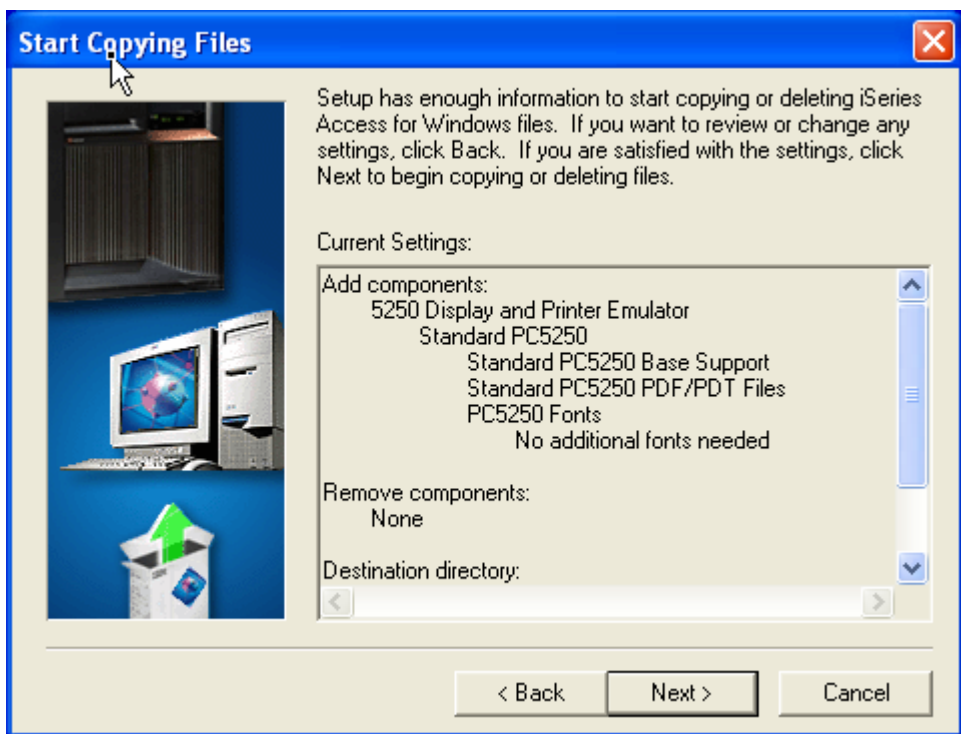 Start Copying Files
Setup has enough information to start copying or deleting iSeries
Access for Windows files.  If you want to review or change any
settings, click Back.  If you are satisfied with the settings, click
Next to begin copying or deleting files.
Current Settings:
Add components:
5250 Display and Printer Emulator
Standard PC5250
Standard PC5250 Base Support
Standard PC5250 PDF/PDT Files
PC5250 Fonts
No additional fonts needed
Remove components:
None
Destination directory:
< Back
Next >
Cancel